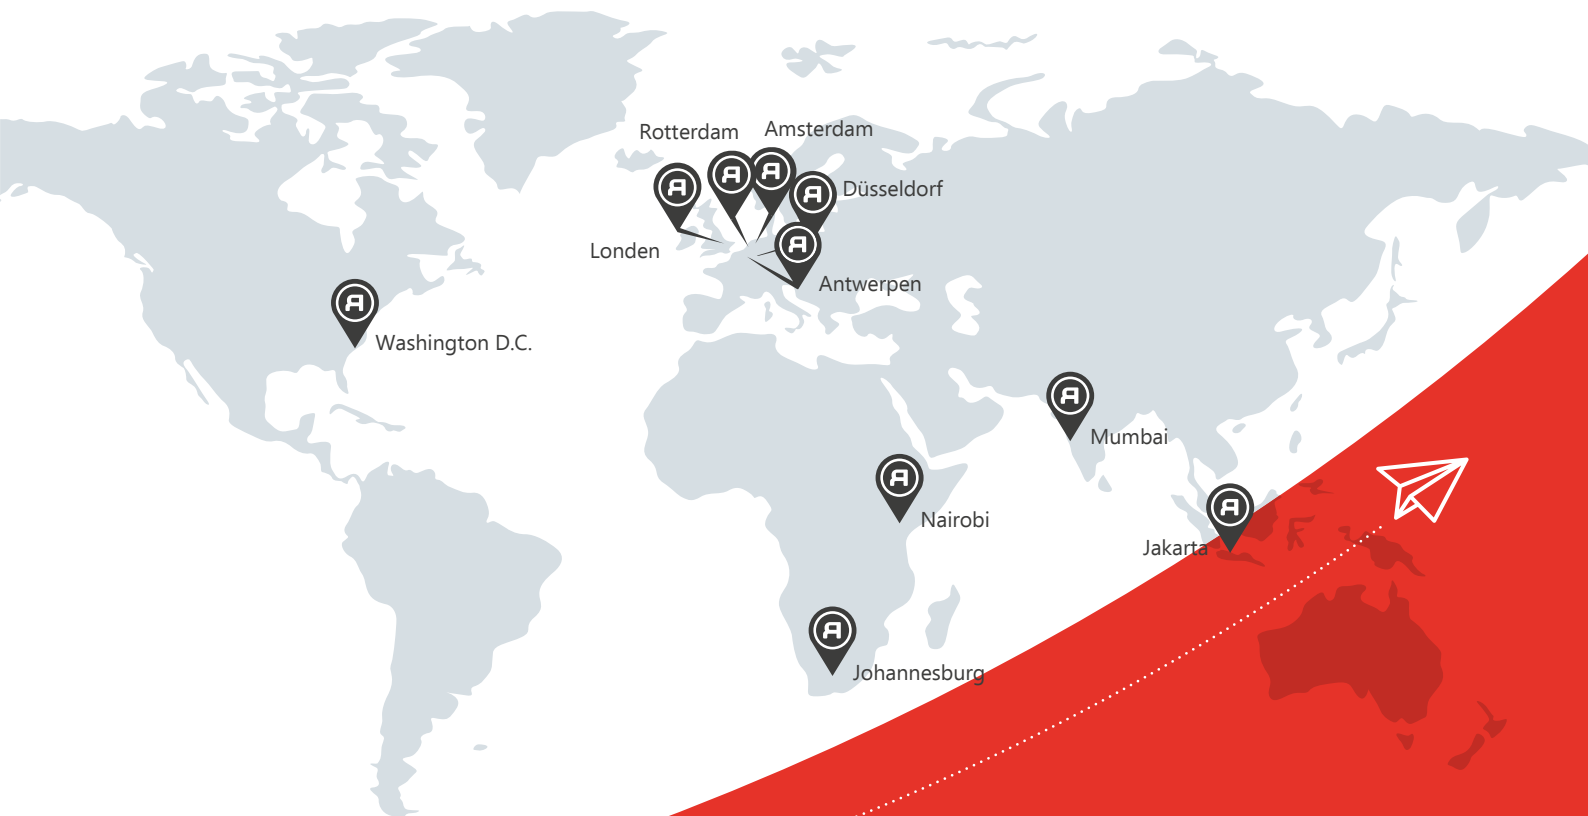 Rotterdam
Amsterdam
Düsseldorf
Londen
Antwerpen
Washington D.C.
Mumbai
Nairobi
Jakarta
Johannesburg